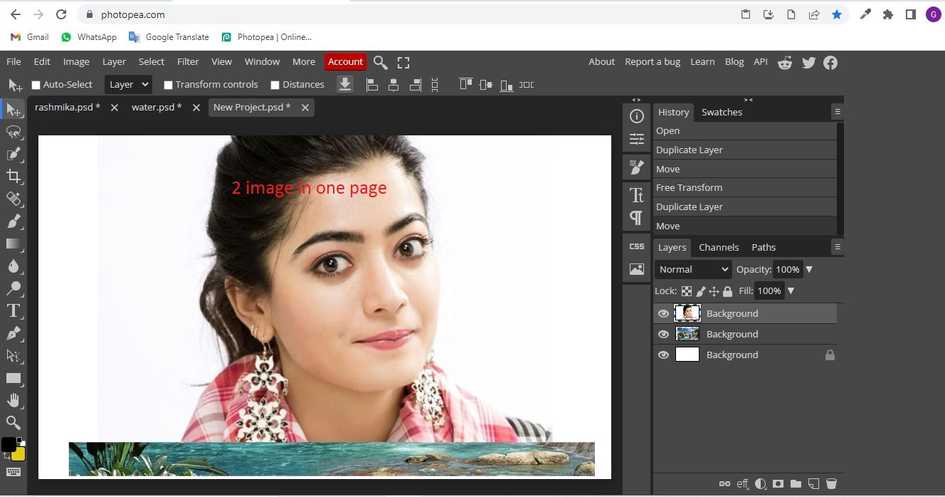 photopea.com
G
Gmail
WhatsApp
Google Translate
Photopea | Online...
File Edit Image Layer Select Filter View Window More Account
About Report a bug Learn Blog API
Auto-Select
Layer
Transform controls
Distances
rashmika.psd *
water.psd *
New Project.psd *
2 image in one page
History Swatches
Open
Duplicate Layer
Move
Free Transform
Duplicate Layer
Move
CSS
Layers Channels Paths
Normal
Opacity: 100%
Lock:
Fill: 100%
Background
Background
Background
eff